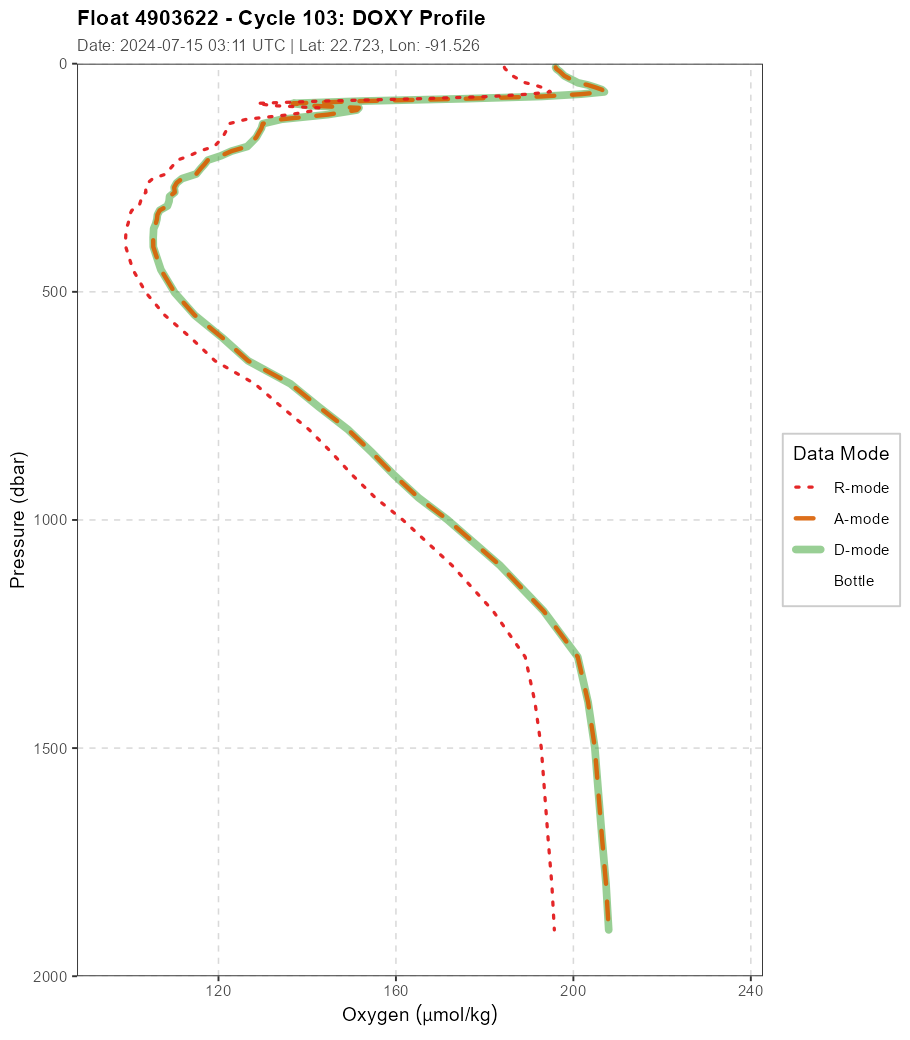 Float 4903622 - Cycle 103: DOXY Profile
Date: 2024-07-15 03:11 UTC | Lat: 22.723, Lon: -91.526
0
500
1000
1500
2000
Pressure (dbar)
120
160
200
240
Oxygen (μmol/kg)
Data Mode
R-mode
A-mode
D-mode
Bottle